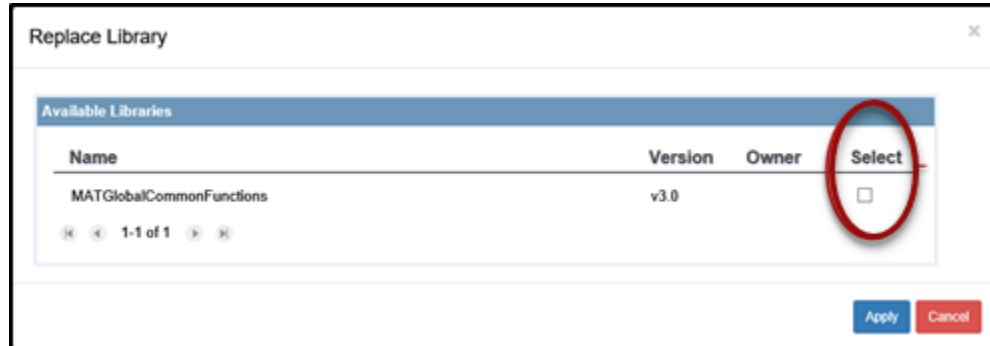 Replace Library
Available Libraries
Name Version Owner Select
MATGlobalCommonFunctions v3.0
1-1 of 1
Apply Cancel